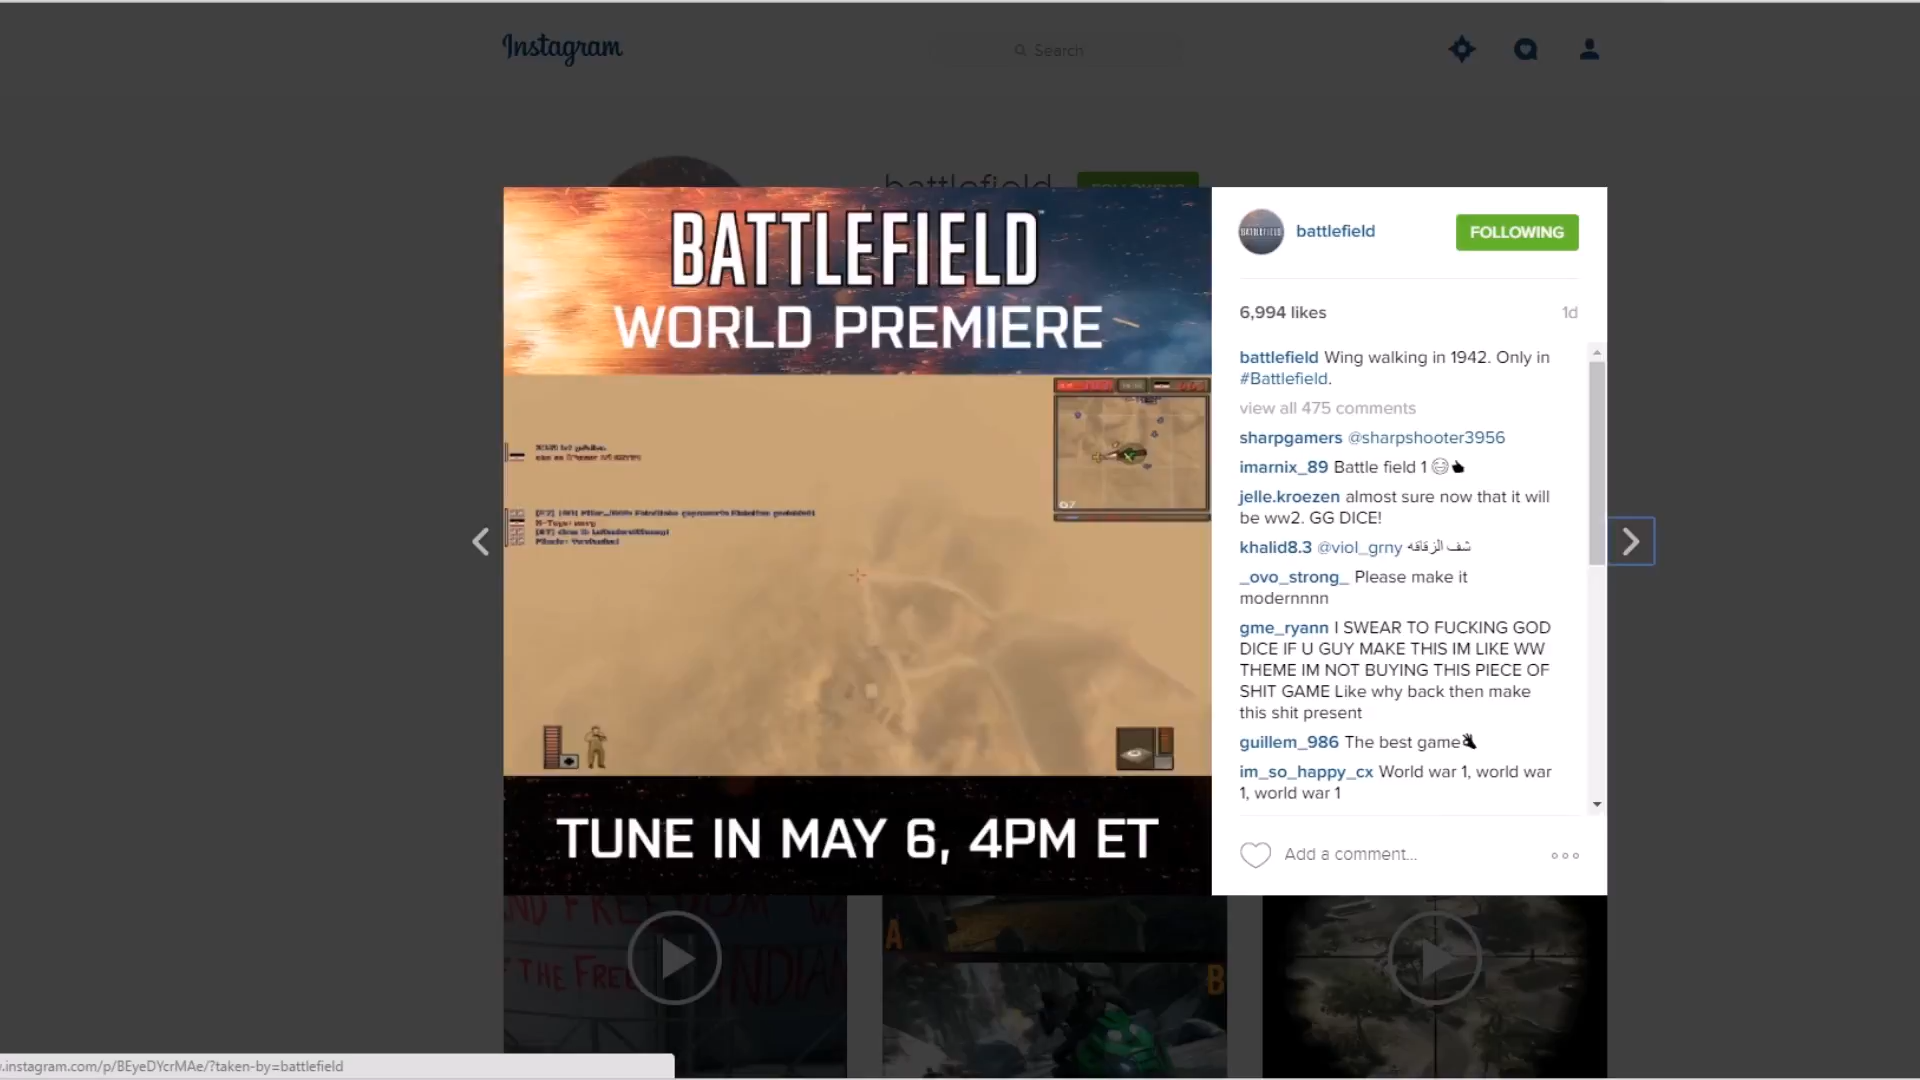 Instagram
Search
battlefield
FOLLOWING
BATTLEFIELD
WORLD PREMIERE
TUNE IN MAY 6, 4PM ET
battlefield
FOLLOWING
6,994 likes
1d
battlefield Wing walking in 1942. Only in
#Battlefield.
view all 475 comments
sharpgamers @sharpshooter3956
imarnix_89 Battle field 1 😂👆
jelle.kroezen almost sure now that it will
be ww2. GG DICE!
khalid8.3 @viol_grny شف الزقاقه
_ovo_strong_ Please make it
modernnnn
gme_ryann I SWEAR TO FUCKING GOD
DICE IF U GUY MAKE THIS IM LIKE WW
THEME IM NOT BUYING THIS PIECE OF
SHIT GAME Like why back then make
this shit present
guillem_986 The best game👌
im_so_happy_cx World war 1, world war
1, world war 1
Add a comment...
A
B
THE FREE
.instagram.com/p/BEyeDYcrMAe/?taken-by=battlefield